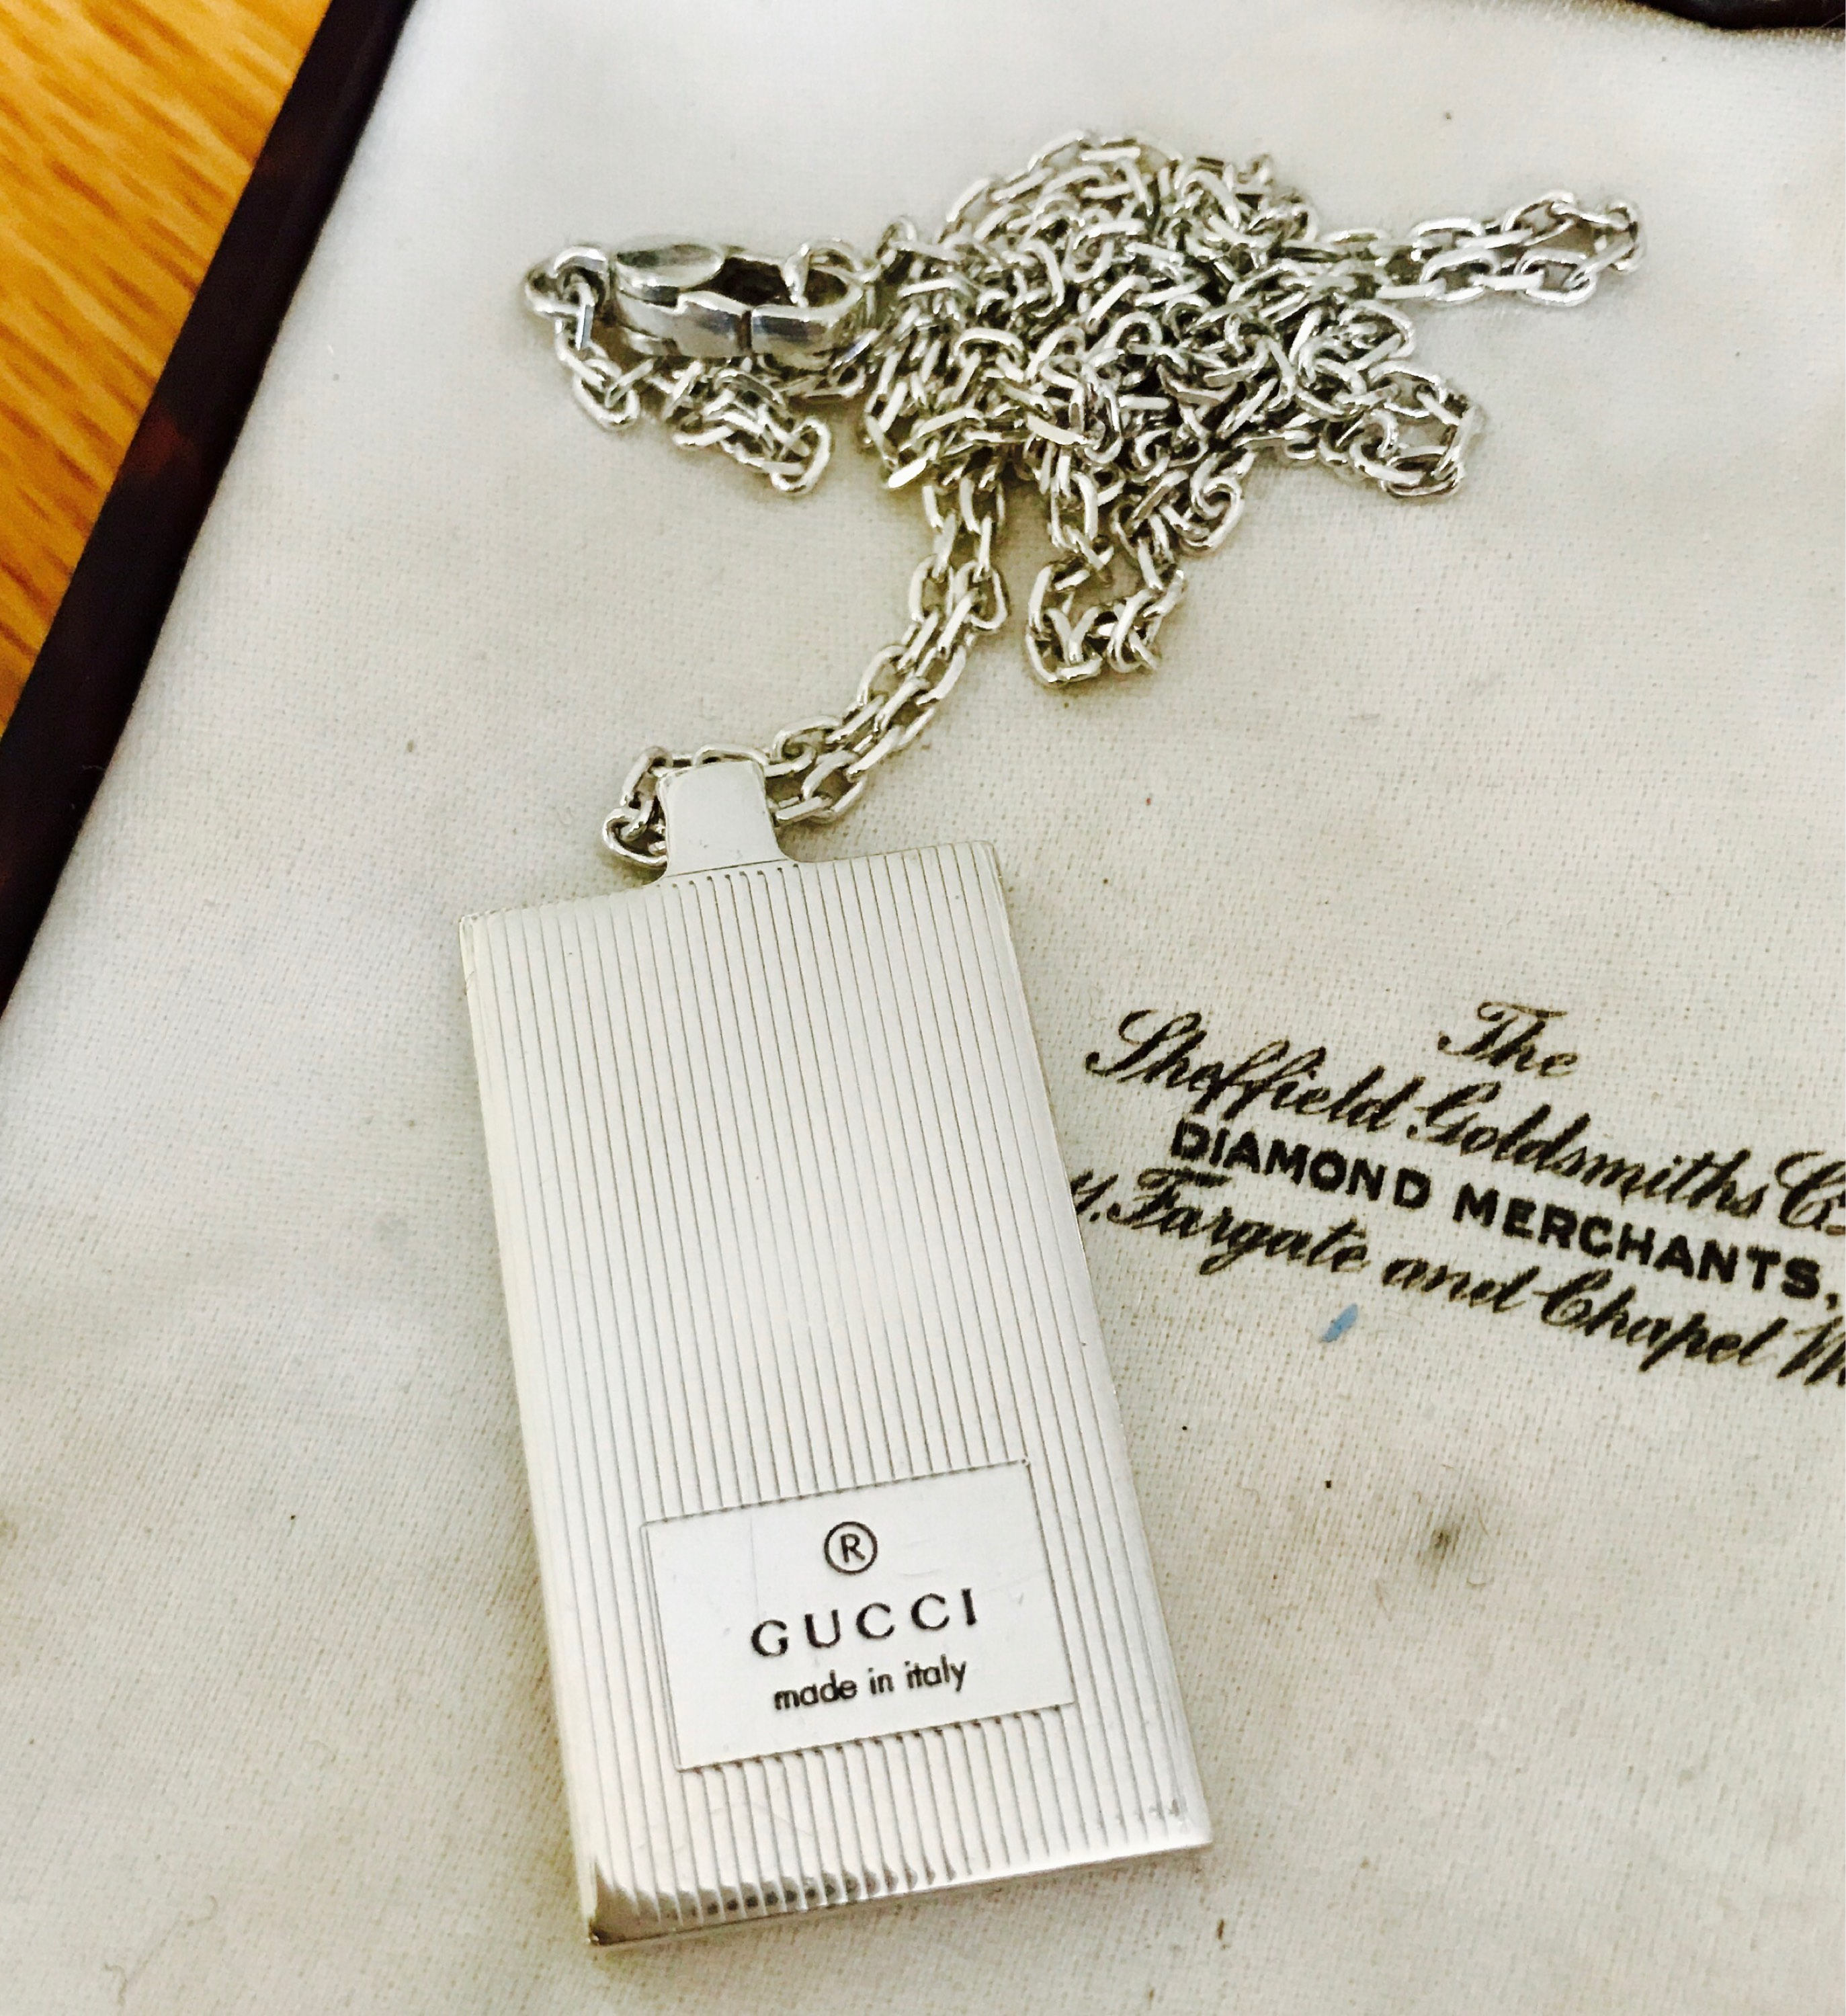 ®
GUCCI
made in italy
The
Sheffield Goldsmiths
DIAMOND MERCHANTS,
Fargate and Chapel